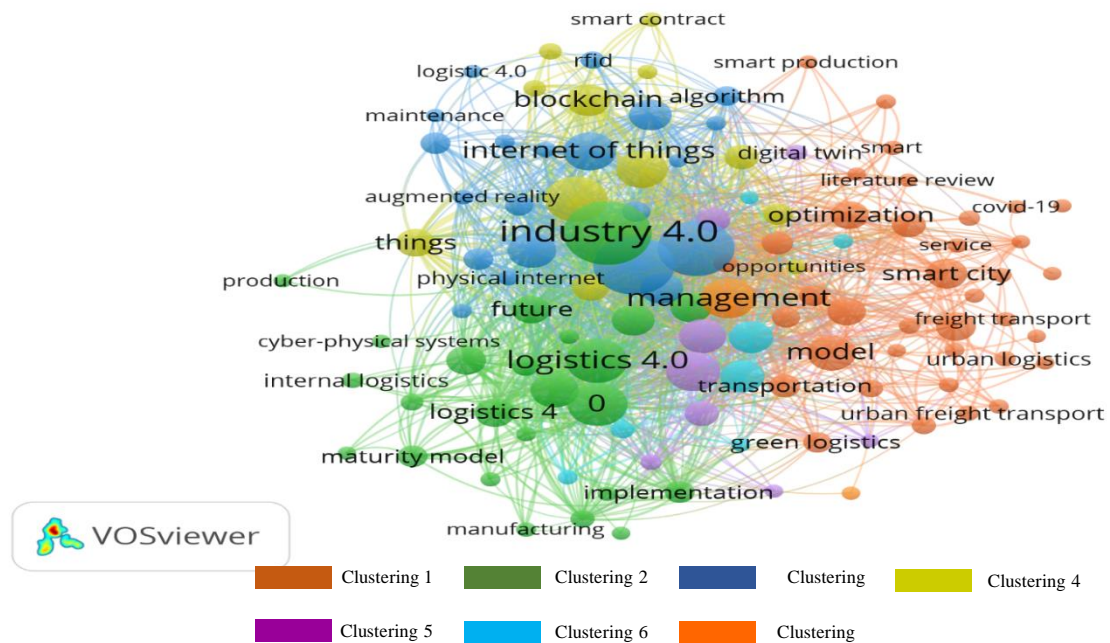 smart contract
rfid
smart production
logistic 4.0
blockchain
algorithm
maintenance
internet of things
digital twin
smart
literature review
augmented reality
covid-19
optimization
industry 4.0
things
service
production
physical internet
opportunities
smart city
management
future
freight transport
cyber-physical systems
logistics 4.0
model
urban logistics
internal logistics
transportation
logistics 4
0
urban freight transport
green logistics
maturity model
implementation
manufacturing
VOSviewer
Clustering 1
Clustering 2
Clustering
Clustering 4
Clustering 5
Clustering 6
Clustering